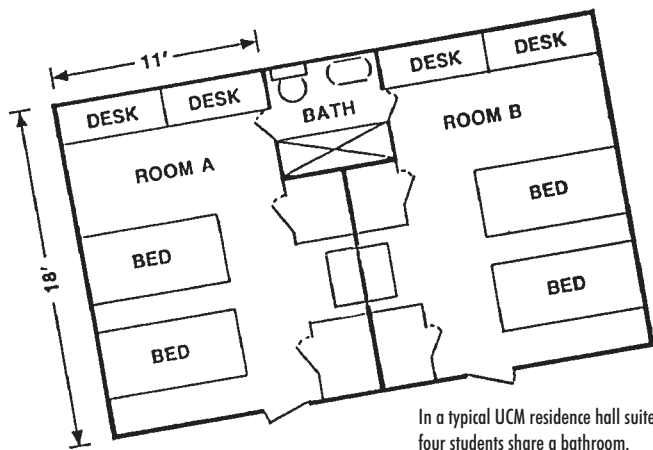 11′
18′
DESK
DESK
BATH
DESK
DESK
ROOM A
ROOM B
BED
BED
BED
BED
In a typical UCM residence hall suite
four students share a bathroom.